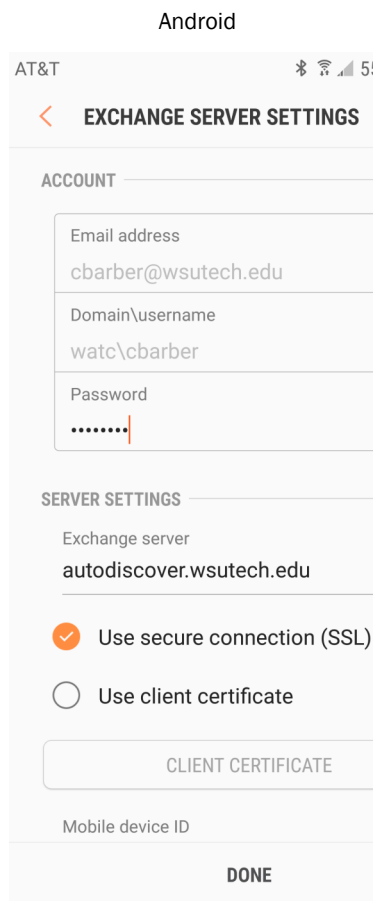 Android
AT&T
EXCHANGE SERVER SETTINGS
ACCOUNT
Email address
cbarber@wsutech.edu
Domain\username
watc\cbarber
Password
••••••••
SERVER SETTINGS
Exchange server
autodiscover.wsutech.edu
Use secure connection (SSL)
Use client certificate
CLIENT CERTIFICATE
Mobile device ID
DONE